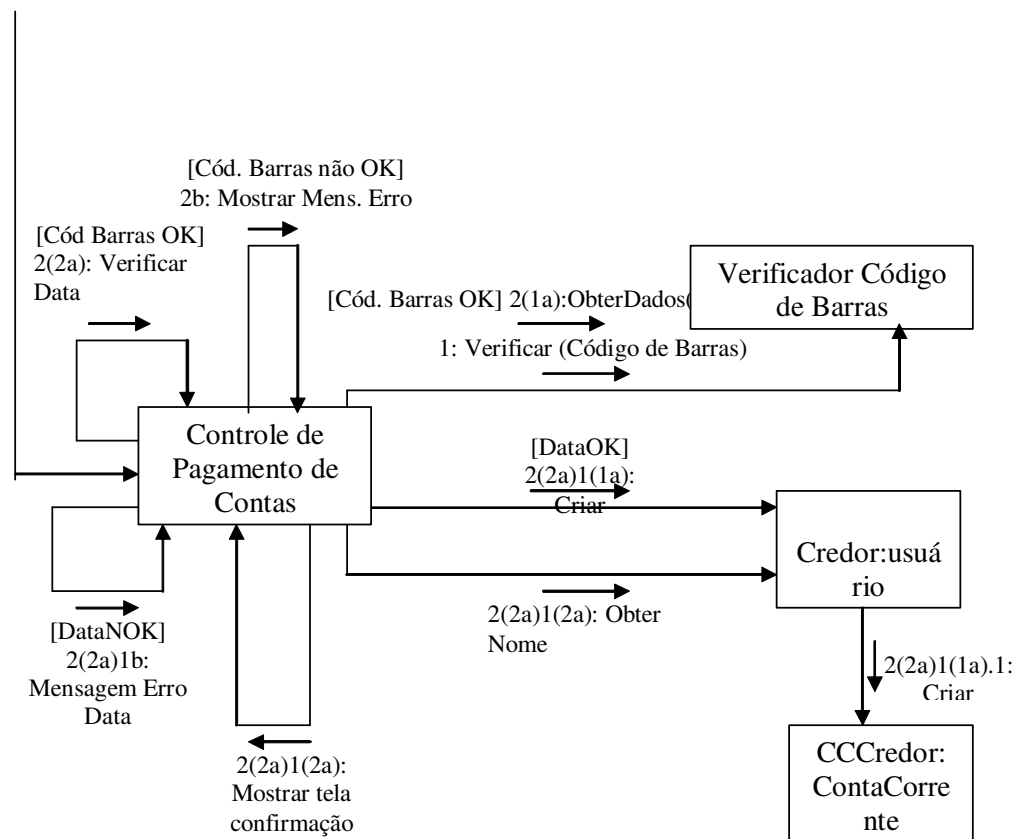 [Cód. Barras não OK]
2b: Mostrar Mens. Erro
[Cód Barras OK]
2(2a): Verificar
Data
[Cód. Barras OK] 2(1a):ObterDados(
1: Verificar (Código de Barras)
Verificador Código
de Barras
Controle de
Pagamento de
Contas
[DataOK]
2(2a)1(1a):
Criar
Credor:usuá
rio
2(2a)1(2a): Obter
Nome
[DataNOK]
2(2a)1b:
Mensagem Erro
Data
2(2a)1(1a).1:
Criar
2(2a)1(2a):
Mostrar tela
confirmação
CCCredor:
ContaCorre
nte